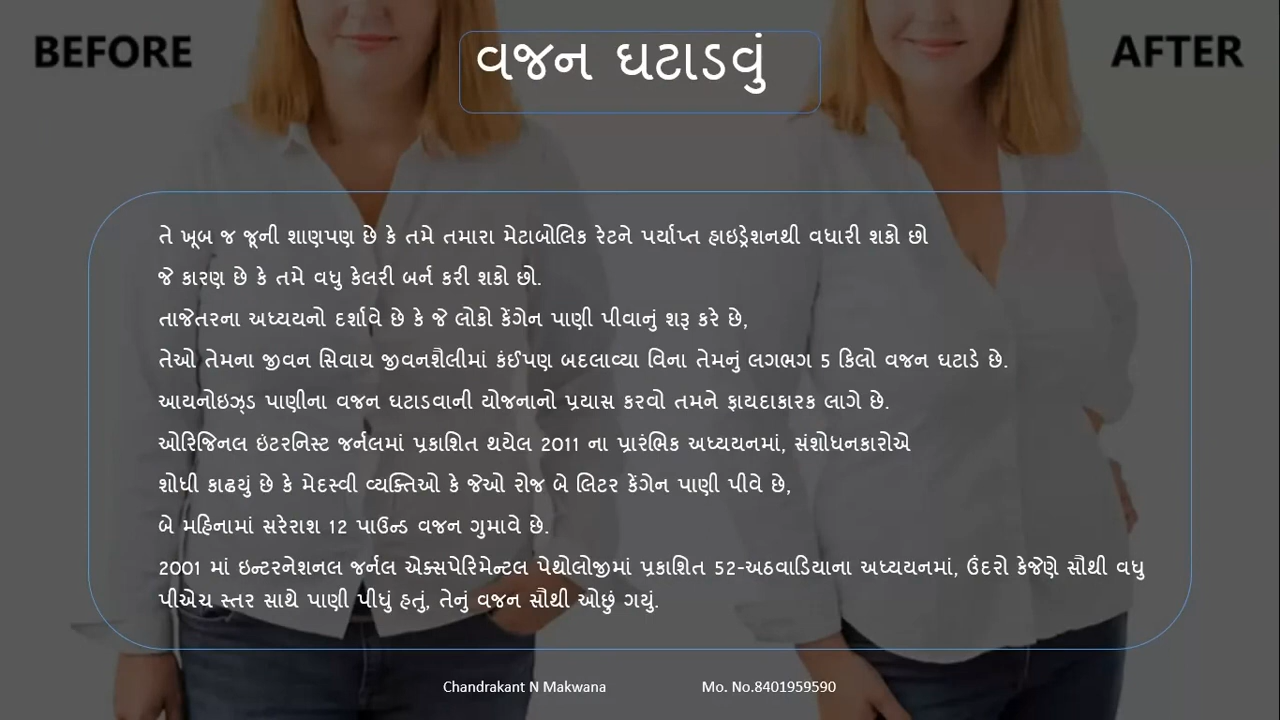 BEFORE
AFTER
વજન ઘટાડવું
તે ખૂબ જ જૂની શાણપણ છે કે તમે તમારા મેટાબોલિક રેટને પર્યાપ્ત હાઇડ્રેશનથી વધારી શકો છો
જે કારણ છે કે તમે વધુ કેલરી બર્ન કરી શકો છો.
તાજેતરના અધ્યયનો દર્શાવે છે કે જે લોકો કેંગેન પાણી પીવાનું શરૂ કરે છે,
તેઓ તેમના જીવન સિવાય જીવનશૈલીમાં કંઈપણ બદલાવ્યા વિના તેમનું લગભગ 5 કિલો વજન ઘટાડે છે.
આયનોઇઝ્ડ પાણીના વજન ઘટાડવાની યોજનાનો પ્રયાસ કરવો તમને ફાયદાકારક લાગે છે.
ઓરિજિનલ ઇંટરનિસ્ટ જર્નલમાં પ્રકાશિત થયેલ 2011 ના પ્રારંભિક અધ્યયનમાં, સંશોધનકારોએ
શોધી કાઢયું છે કે મેદસ્વી વ્યક્તિઓ કે જેઓ રોજ બે લિટર કેંગેન પાણી પીવે છે,
બે મહિનામાં સરેરાશ 12 પાઉન્ડ વજન ગુમાવે છે.
2001 માં ઇન્ટરનેશનલ જર્નલ એક્સપેરિમેન્ટલ પેથોલોજીમાં પ્રકાશિત 52-અઠવાડિયાના અધ્યયનમાં, ઉંદરો કેજેણે સૌથી વધુ
પીએચ સ્તર સાથે પાણી પીધું હતું, તેનું વજન સૌથી ઓછું ગયું.
Chandrakant N Makwana
Mo. No.8401959590